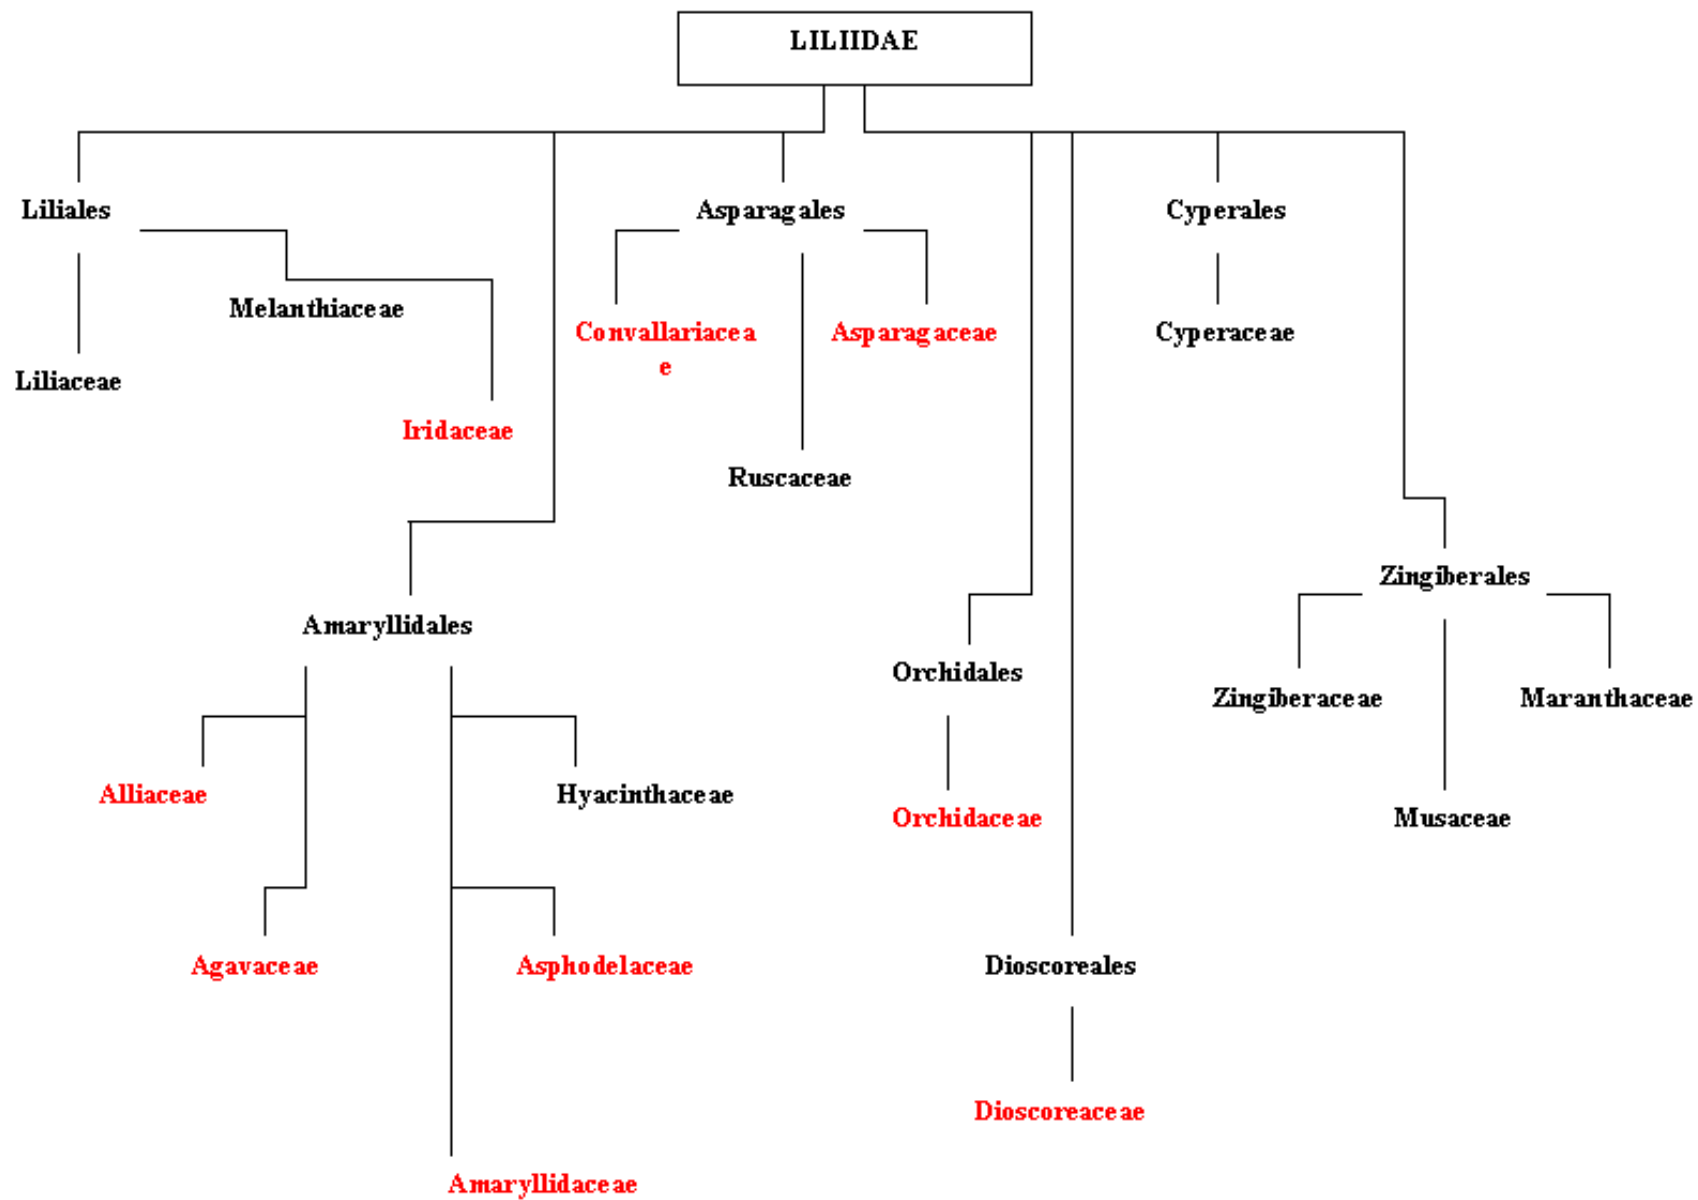 LILIIDAE
Liliales
Asparagales
Cyperales
Melanthiaceae
Convallariacea
e
Asparagaceae
Cyperaceae
Liliaceae
Iridaceae
Ruscaceae
Zingiberales
Amaryllidales
Orchidales
Zingiberaceae
Maranthaceae
Alliaceae
Hyacinthaceae
Orchidaceae
Musaceae
Agavaceae
Asphodelaceae
Dioscoreales
Dioscoreaceae
Amaryllidaceae